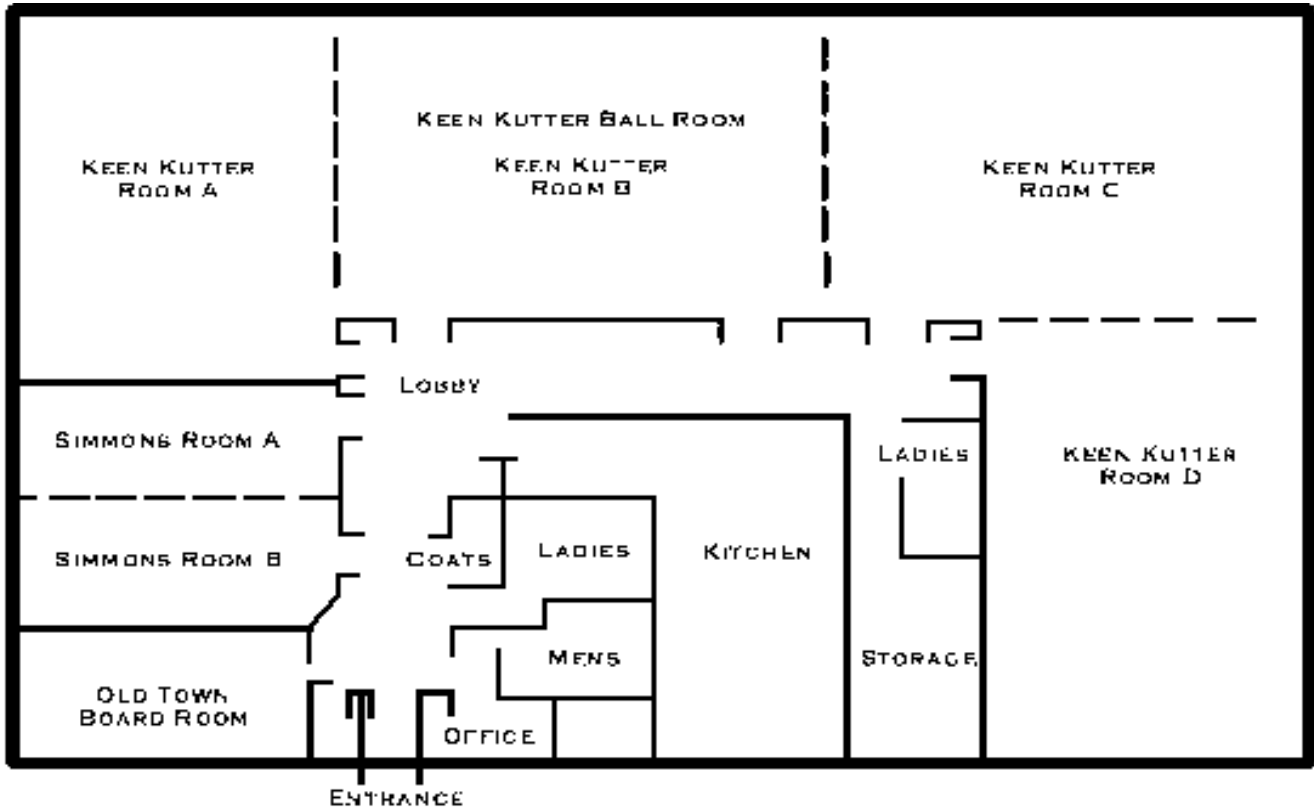 KEEN KUTTER BALL ROOM
KEEN KUTTER
ROOM A
KEEN KUTTER
ROOM B
KEEN KUTTER
ROOM C
LOBBY
SIMMONS ROOM A
LADIES
KEEN KUTTER
ROOM D
SIMMONS ROOM B
COATS
LADIES
KITCHEN
MENS
STORAGE
OLD TOWN
BOARD ROOM
OFFICE
ENTRANCE